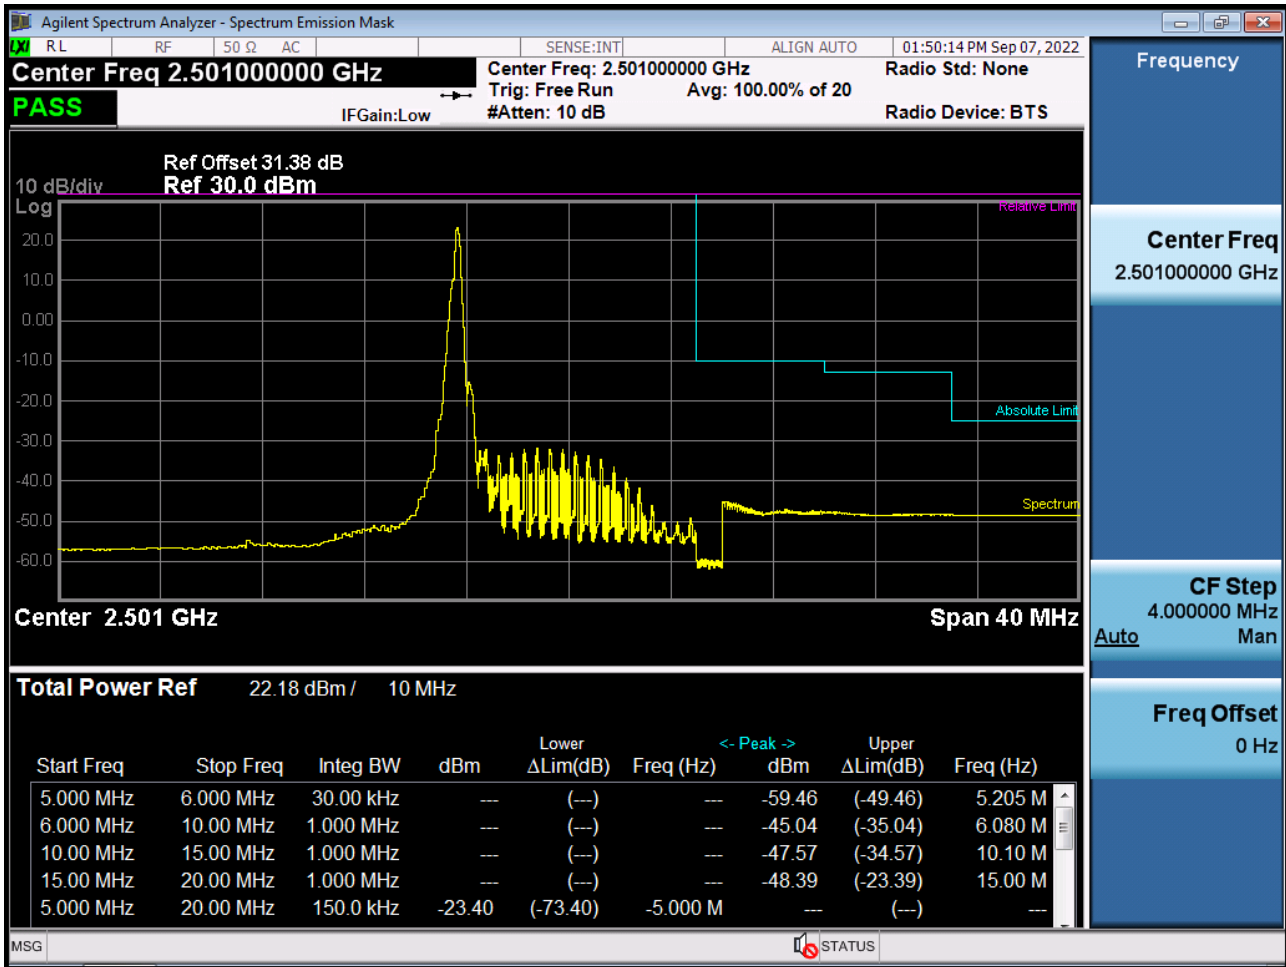 Agilent Spectrum Analyzer - Spectrum Emission Mask
LXI RL RF 50 Ω AC SENSE:INT ALIGN AUTO 01:50:14 PM Sep 07, 2022
Center Freq 2.501000000 GHz
PASS
IFGain:Low
Center Freq: 2.501000000 GHz
Trig: Free Run Avg: 100.00% of 20
#Atten: 10 dB
Radio Std: None
Radio Device: BTS
Ref Offset 31.38 dB
10 dB/div Ref 30.0 dBm
Log
Relative Limit
20.0
10.0
0.00
-10.0
-20.0
Absolute Limit
-30.0
-40.0
Spectrum
-50.0
-60.0
Center 2.501 GHz Span 40 MHz
Total Power Ref 22.18 dBm / 10 MHz
Lower <- Peak -> Upper
Start Freq Stop Freq Integ BW dBm ΔLim(dB) Freq (Hz) dBm ΔLim(dB) Freq (Hz)
5.000 MHz 6.000 MHz 30.00 kHz --- (---) --- -59.46 (-49.46) 5.205 M
6.000 MHz 10.00 MHz 1.000 MHz --- (---) --- -45.04 (-35.04) 6.080 M
10.00 MHz 15.00 MHz 1.000 MHz --- (---) --- -47.57 (-34.57) 10.10 M
15.00 MHz 20.00 MHz 1.000 MHz --- (---) --- -48.39 (-23.39) 15.00 M
5.000 MHz 20.00 MHz 150.0 kHz -23.40 (-73.40) -5.000 M --- (---) ---
MSG STATUS
Frequency
Center Freq
2.501000000 GHz
CF Step
4.000000 MHz
Auto Man
Freq Offset
0 Hz